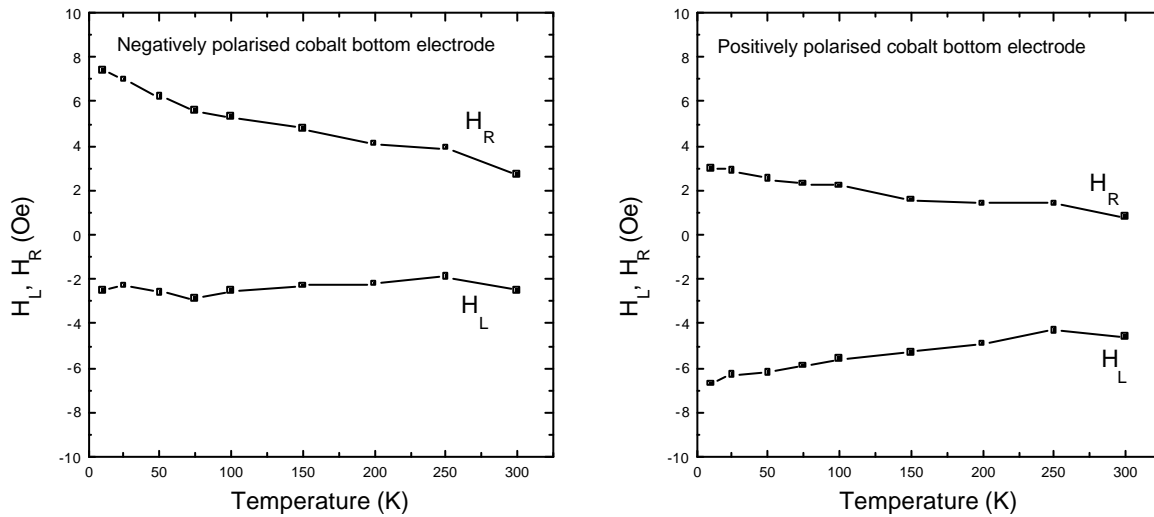 Negatively polarised cobalt bottom electrode
10
8
6
4
2
0
-2
-4
-6
-8
-10
H_L, H_R (Oe)
H_R
H_L
0 50 100 150 200 250 300
Temperature (K)
Positively polarised cobalt bottom electrode
10
8
6
4
2
0
-2
-4
-6
-8
-10
H_L, H_R (Oe)
H_R
H_L
0 50 100 150 200 250 300
Temperature (K)